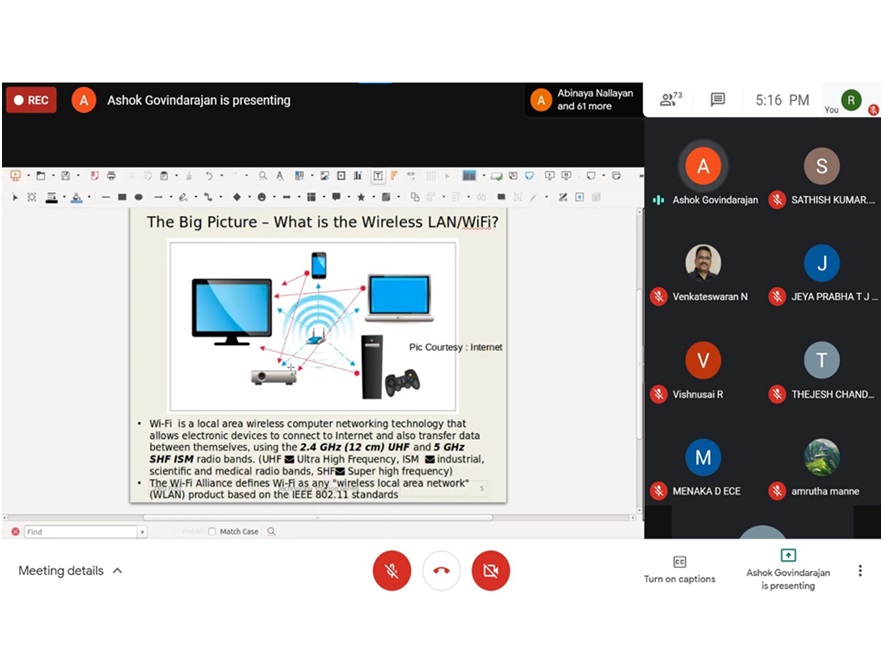 REC
A
Ashok Govindarajan is presenting
A
Abinaya Nallayan
and 61 more
73
5:16 PM
You
R
The Big Picture – What is the Wireless LAN/WiFi?
Pic Courtesy : Internet
• Wi-Fi is a local area wireless computer networking technology that
allows electronic devices to connect to Internet and also transfer data
between themselves, using the 2.4 GHz (12 cm) UHF and 5 GHz
SHF ISM radio bands. (UHF Ultra High Frequency, ISM industrial,
scientific and medical radio bands, SHF Super high frequency)
• The Wi-Fi Alliance defines Wi-Fi as any "wireless local area network"
(WLAN) product based on the IEEE 802.11 standards
5
Find
Match Case
A
Ashok Govindarajan
S
SATHISH KUMAR...
Venkateswaran N
J
JEYA PRABHA T J ...
V
Vishnusai R
T
THEJESH CHAND...
M
MENAKA D ECE
amrutha manne
Meeting details
CC
Turn on captions
Ashok Govindarajan
is presenting